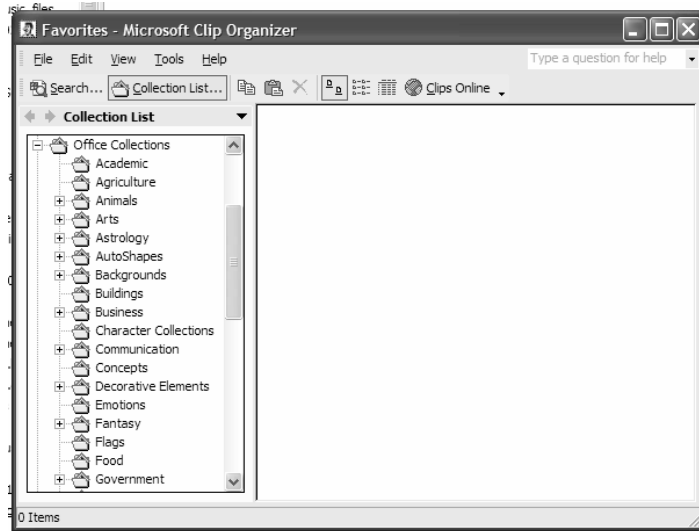 usic files
Favorites - Microsoft Clip Organizer
File Edit View Tools Help
Type a question for help
Search... Collection List... Clips Online
Collection List
Office Collections
Academic
Agriculture
Animals
Arts
Astrology
AutoShapes
Backgrounds
Buildings
Business
Character Collections
Communication
Concepts
Decorative Elements
Emotions
Fantasy
Flags
Food
Government
0 Items